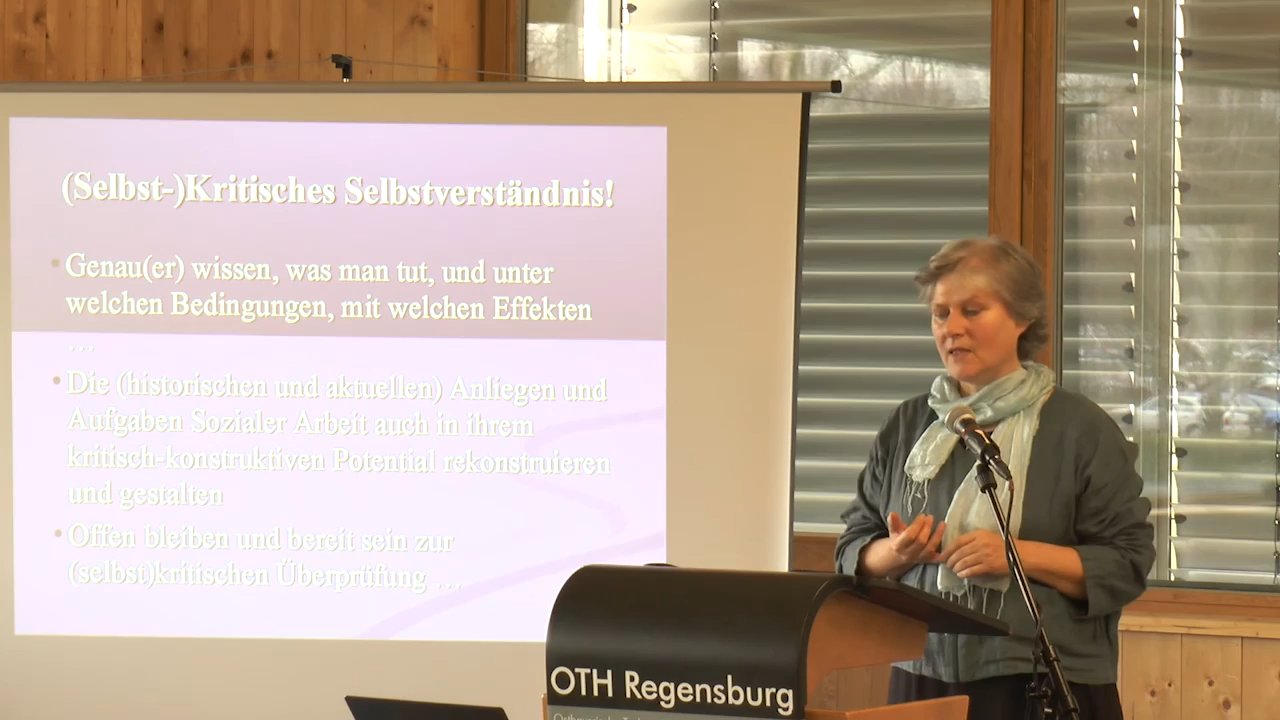 (Selbst-)Kritisches Selbstverständnis!
• Genau(er) wissen, was man tut, und unter
welchen Bedingungen, mit welchen Effekten
…
• Die (historischen und aktuellen) Anliegen und
Aufgaben Sozialer Arbeit auch in ihrem
kritisch-konstruktiven Potential rekonstruieren
und gestalten
• Offen bleiben und bereit sein zur
(selbst)kritischen Überprüfung …
OTH Regensburg